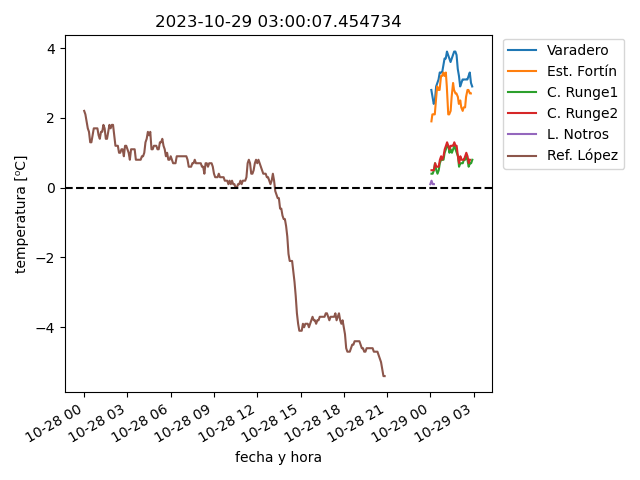 2023-10-29 03:00:07.454734
temperatura [ºC]
4
2
0
−2
−4
10-28 00
10-28 03
10-28 06
10-28 09
10-28 12
10-28 15
10-28 18
10-28 21
10-29 00
10-29 03
fecha y hora
Varadero
Est. Fortín
C. Runge1
C. Runge2
L. Notros
Ref. López